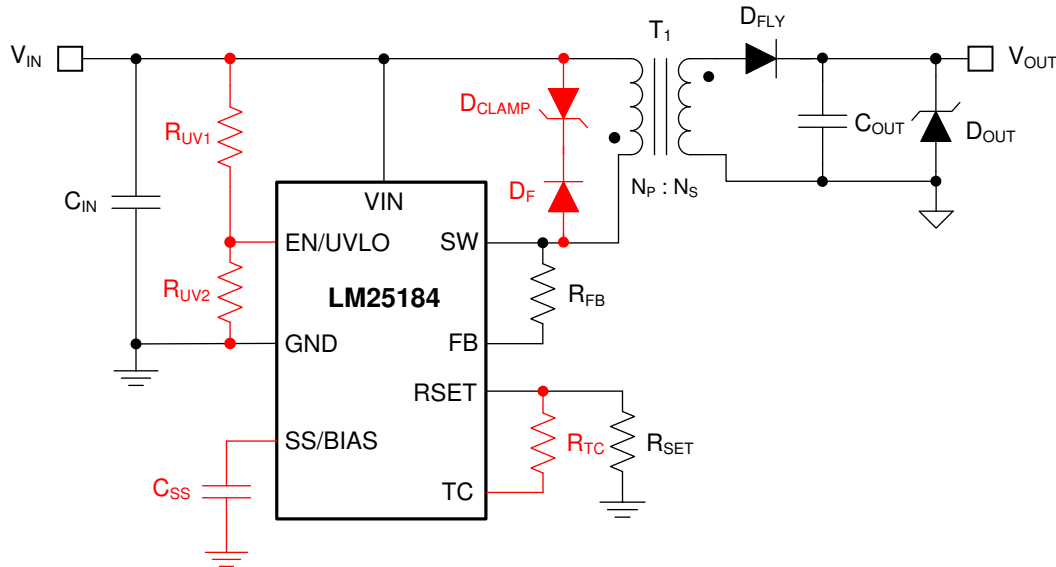 T1
DFLY
VIN
VOUT
DCLAMP
RUV1
COUT
DOUT
NP : NS
DF
CIN
VIN
EN/UVLO
SW
RUV2
LM25184
RFB
GND
FB
RSET
SS/BIAS
RTC
RSET
CSS
TC